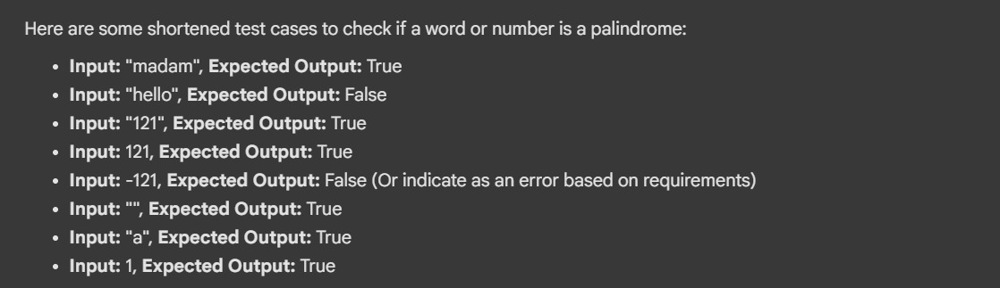 Here are some shortened test cases to check if a word or number is a palindrome:
• Input: "madam", Expected Output: True
• Input: "hello", Expected Output: False
• Input: "121", Expected Output: True
• Input: 121, Expected Output: True
• Input: -121, Expected Output: False (Or indicate as an error based on requirements)
• Input: "", Expected Output: True
• Input: "a", Expected Output: True
• Input: 1, Expected Output: True